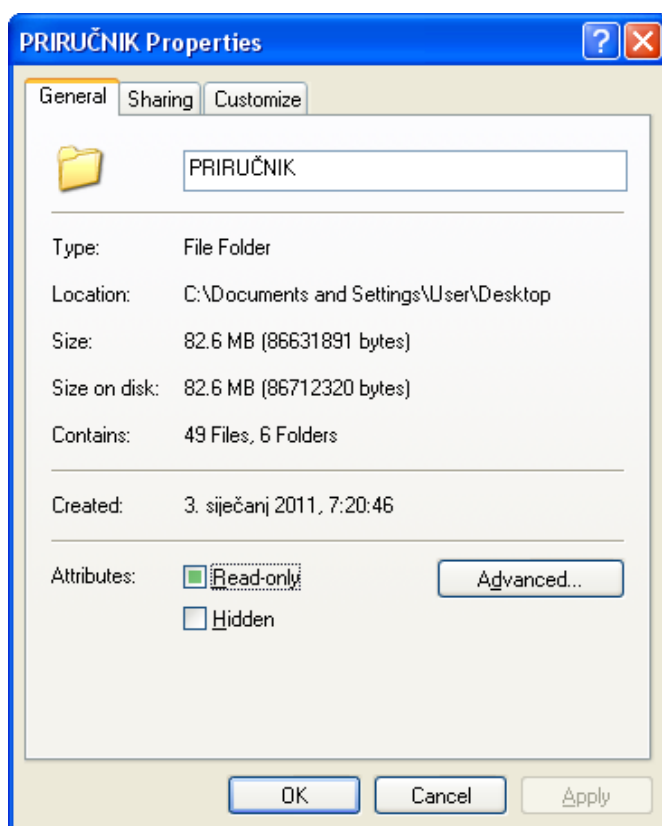 PRIRUČNIK Properties
General Sharing Customize
PRIRUČNIK
Type: File Folder
Location: C:\Documents and Settings\User\Desktop
Size: 82.6 MB (86631891 bytes)
Size on disk: 82.6 MB (86712320 bytes)
Contains: 49 Files, 6 Folders
Created: 3. siječanj 2011, 7:20:46
Attributes: Read-only Advanced...
Hidden
OK Cancel Apply